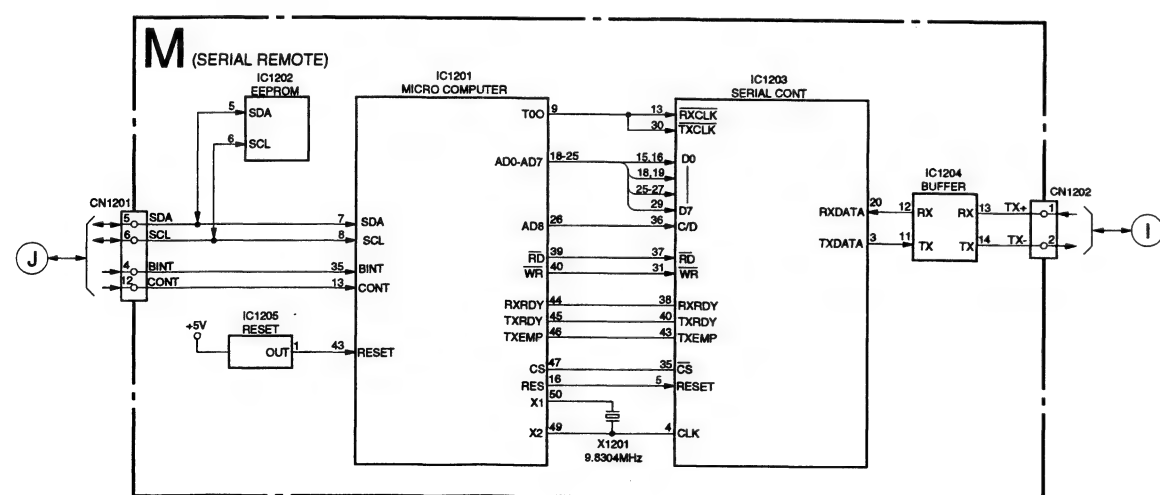 M (SERIAL REMOTE)
IC1202
EEPROM
5 SDA
6 SCL
IC1201
MICRO COMPUTER
IC1203
SERIAL CONT
T0O 9 13 RXCLK
30 TXCLK
AD0-AD7 18-25 15,16 D0
18,19
25-27
29 D7
AD8 26 36 C/D
RD 39 37 RD
WR 40 31 WR
RXRDY 44 38 RXRDY
TXRDY 45 40 TXRDY
TXEMP 46 43 TXEMP
CS 47 35 CS
RES 16 5 RESET
X1 50
X2 49 4 CLK
X1201
9.8304MHz
CN1201
J
5 SDA 7 SDA
6 SCL 8 SCL
4 BINT 35 BINT
12 CONT 13 CONT
+5V
IC1205
RESET
OUT 1 43 RESET
IC1204
BUFFER
CN1202
RXDATA 20 12 RX RX 13 TX+ 1
TXDATA 3 11 TX TX 14 TX- 2
I